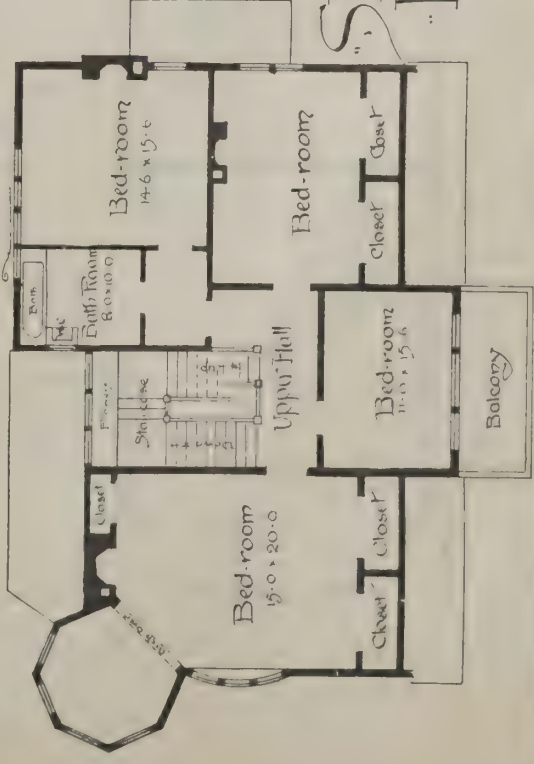 Bed-room
14.6 x 15.6
Bed-room
Closet
Closet
Bath
W.C.
Bath Room
8.0 x 10.0
Staircase
Upper Hall
Bed-room
11.0 x 15.6
Balcony
Closet
Bed-room
15.0 x 20.0
Closet
Closet